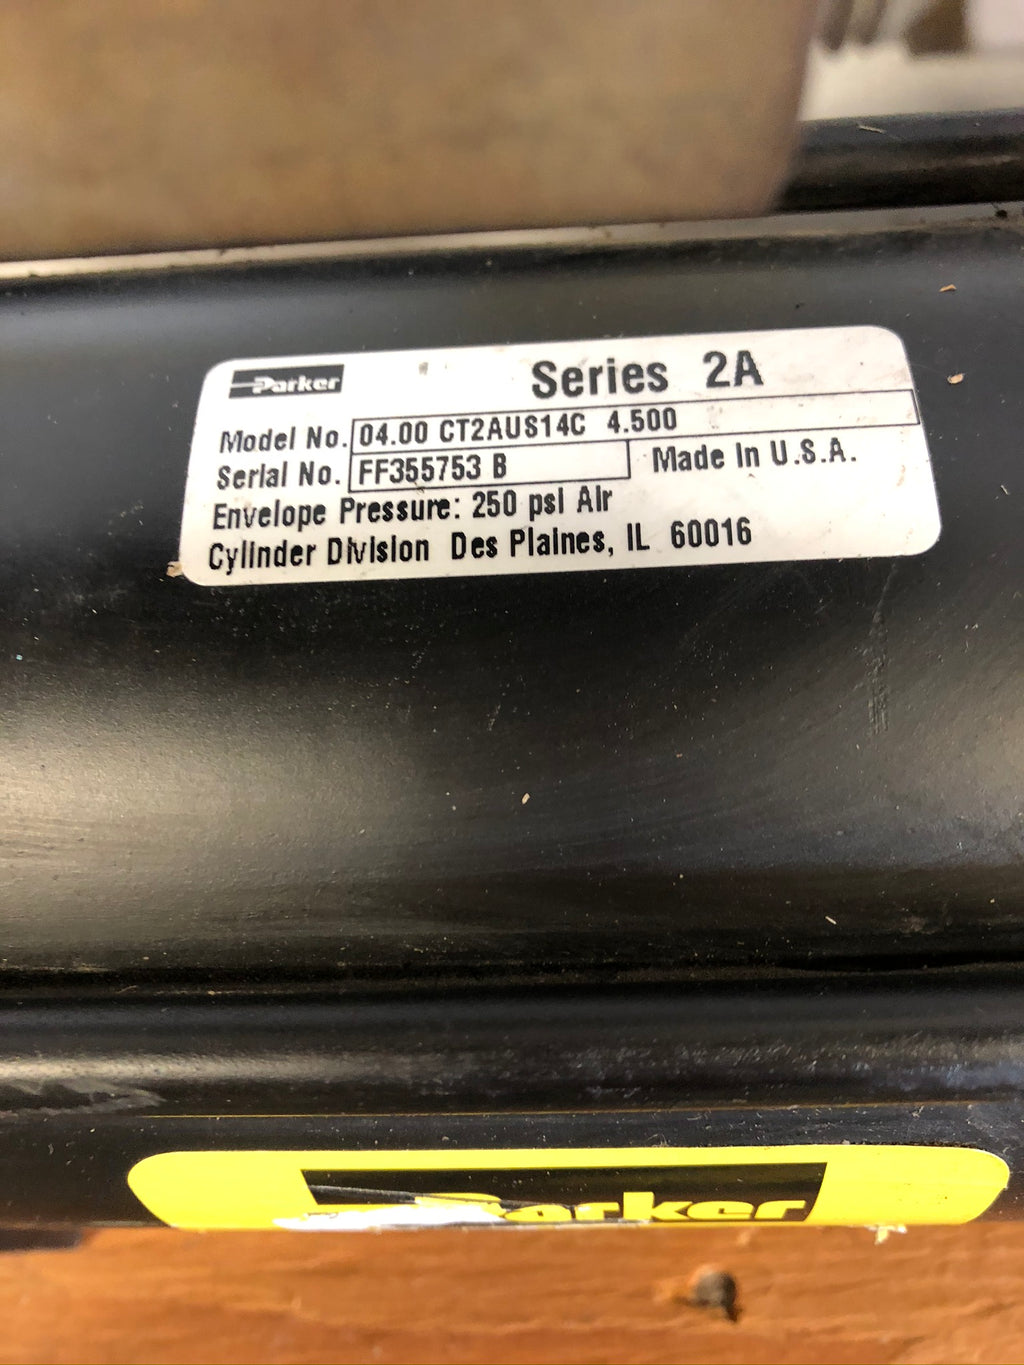 Parker Series 2A
Model No. 04.00 CT2AUS14C 4.500
Serial No. FF355753 B Made In U.S.A.
Envelope Pressure: 250 psi Air
Cylinder Division Des Plaines, IL 60016
Parker